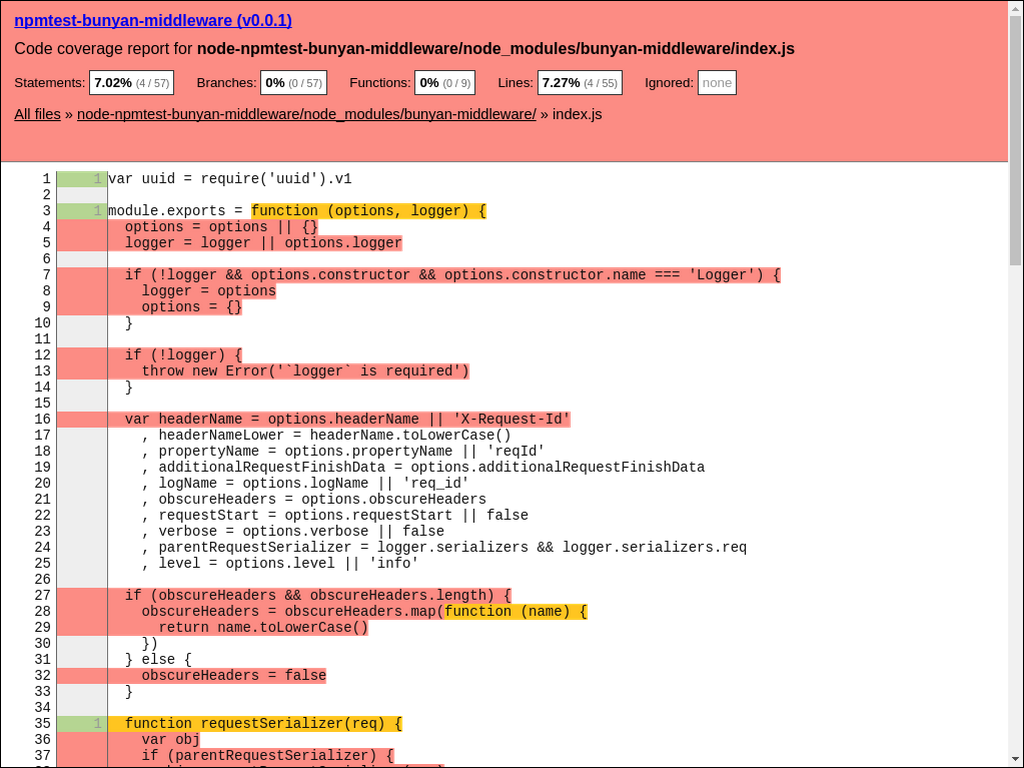 npmtest-bunyan-middleware (v0.0.1)
Code coverage report for node-npmtest-bunyan-middleware/node_modules/bunyan-middleware/index.js
Statements: 7.02% (4 / 57) Branches: 0% (0 / 57) Functions: 0% (0 / 9) Lines: 7.27% (4 / 55) Ignored: none
All files » node-npmtest-bunyan-middleware/node_modules/bunyan-middleware/ » index.js
1 1 var uuid = require('uuid').v1
2
3 1 module.exports = function (options, logger) {
4 options = options || {}
5 logger = logger || options.logger
6
7 if (!logger && options.constructor && options.constructor.name === 'Logger') {
8 logger = options
9 options = {}
10 }
11
12 if (!logger) {
13 throw new Error('`logger` is required')
14 }
15
16 var headerName = options.headerName || 'X-Request-Id'
17 , headerNameLower = headerName.toLowerCase()
18 , propertyName = options.propertyName || 'reqId'
19 , additionalRequestFinishData = options.additionalRequestFinishData
20 , logName = options.logName || 'req_id'
21 , obscureHeaders = options.obscureHeaders
22 , requestStart = options.requestStart || false
23 , verbose = options.verbose || false
24 , parentRequestSerializer = logger.serializers && logger.serializers.req
25 , level = options.level || 'info'
26
27 if (obscureHeaders && obscureHeaders.length) {
28 obscureHeaders = obscureHeaders.map(function (name) {
29 return name.toLowerCase()
30 })
31 } else {
32 obscureHeaders = false
33 }
34
35 1 function requestSerializer(req) {
36 var obj
37 if (parentRequestSerializer) {